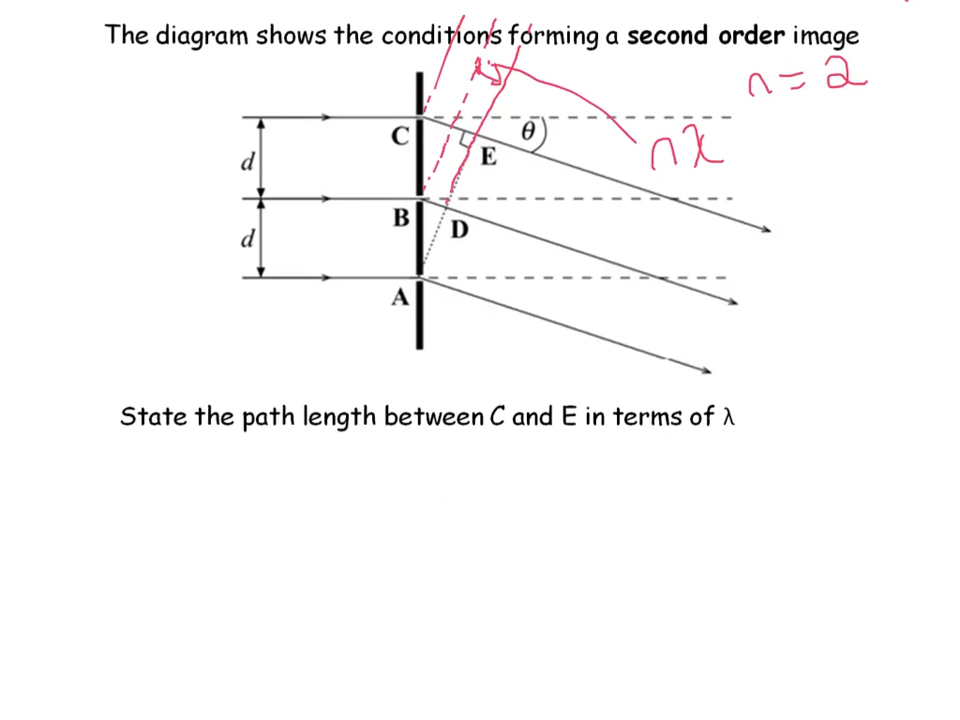 The diagram shows the conditions forming a second order image
n = 2
C
θ
E
nλ
d
B
D
d
A
State the path length between C and E in terms of λ